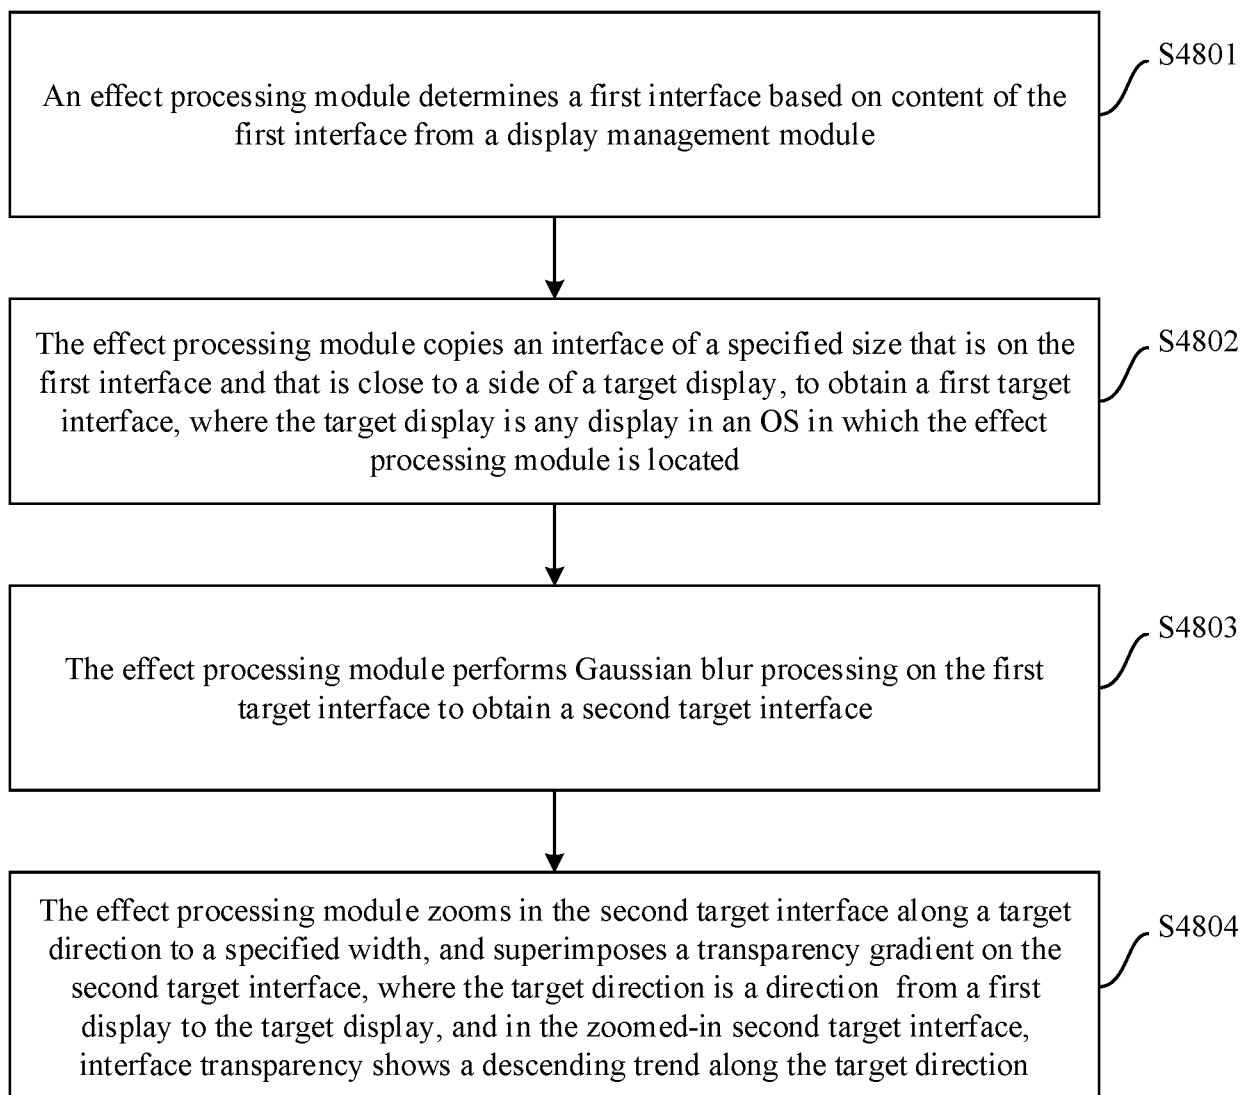 An effect processing module determines a first interface based on content of the
first interface from a display management module
S4801
The effect processing module copies an interface of a specified size that is on the
first interface and that is close to a side of a target display, to obtain a first target
interface, where the target display is any display in an OS in which the effect
processing module is located
S4802
The effect processing module performs Gaussian blur processing on the first
target interface to obtain a second target interface
S4803
The effect processing module zooms in the second target interface along a target
direction to a specified width, and superimposes a transparency gradient on the
second target interface, where the target direction is a direction from a first
display to the target display, and in the zoomed-in second target interface,
interface transparency shows a descending trend along the target direction
S4804